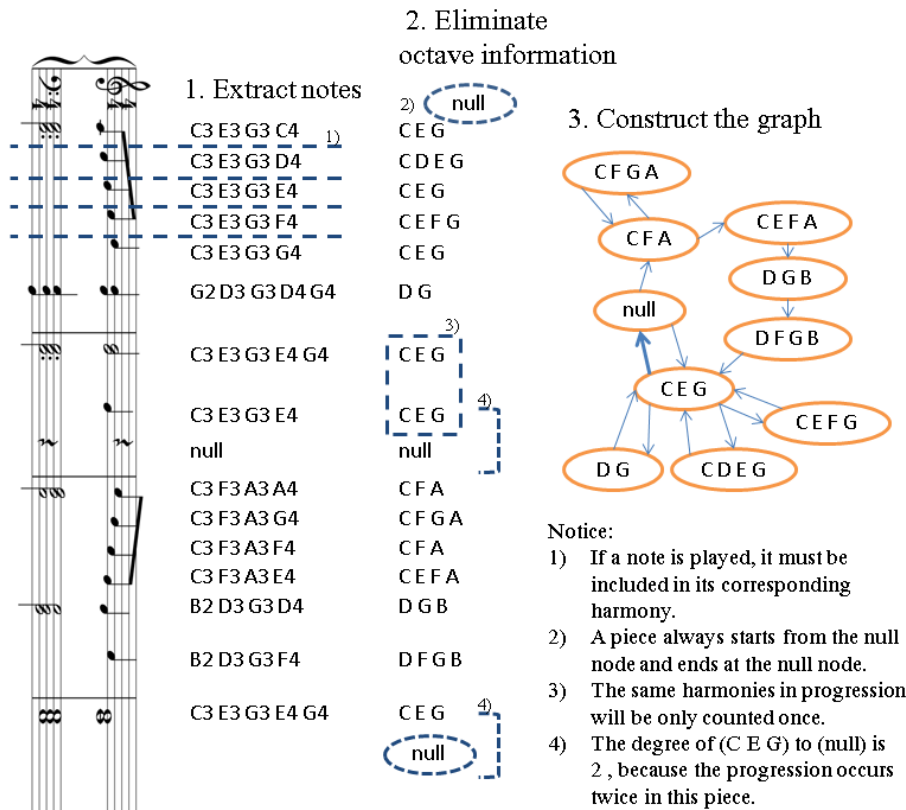 2. Eliminate
octave information
1. Extract notes
2) null
3. Construct the graph
C3 E3 G3 C4 1) C E G
C3 E3 G3 D4 C D E G
C3 E3 G3 E4 C E G
C3 E3 G3 F4 C E F G
C3 E3 G3 G4 C E G
G2 D3 G3 D4 G4 D G
3)
C3 E3 G3 E4 G4 C E G
C3 E3 G3 E4 C E G 4)
null null
C3 F3 A3 A4 C F A
C3 F3 A3 G4 C F G A
C3 F3 A3 F4 C F A
C3 F3 A3 E4 C E F A
B2 D3 G3 D4 D G B
B2 D3 G3 F4 D F G B
C3 E3 G3 E4 G4 C E G 4)
null
C F G A
C F A
C E F A
D G B
null
D F G B
C E G
C E F G
D G
C D E G
Notice:
1) If a note is played, it must be
included in its corresponding
harmony.
2) A piece always starts from the null
node and ends at the null node.
3) The same harmonies in progression
will be only counted once.
4) The degree of (C E G) to (null) is
2 , because the progression occurs
twice in this piece.